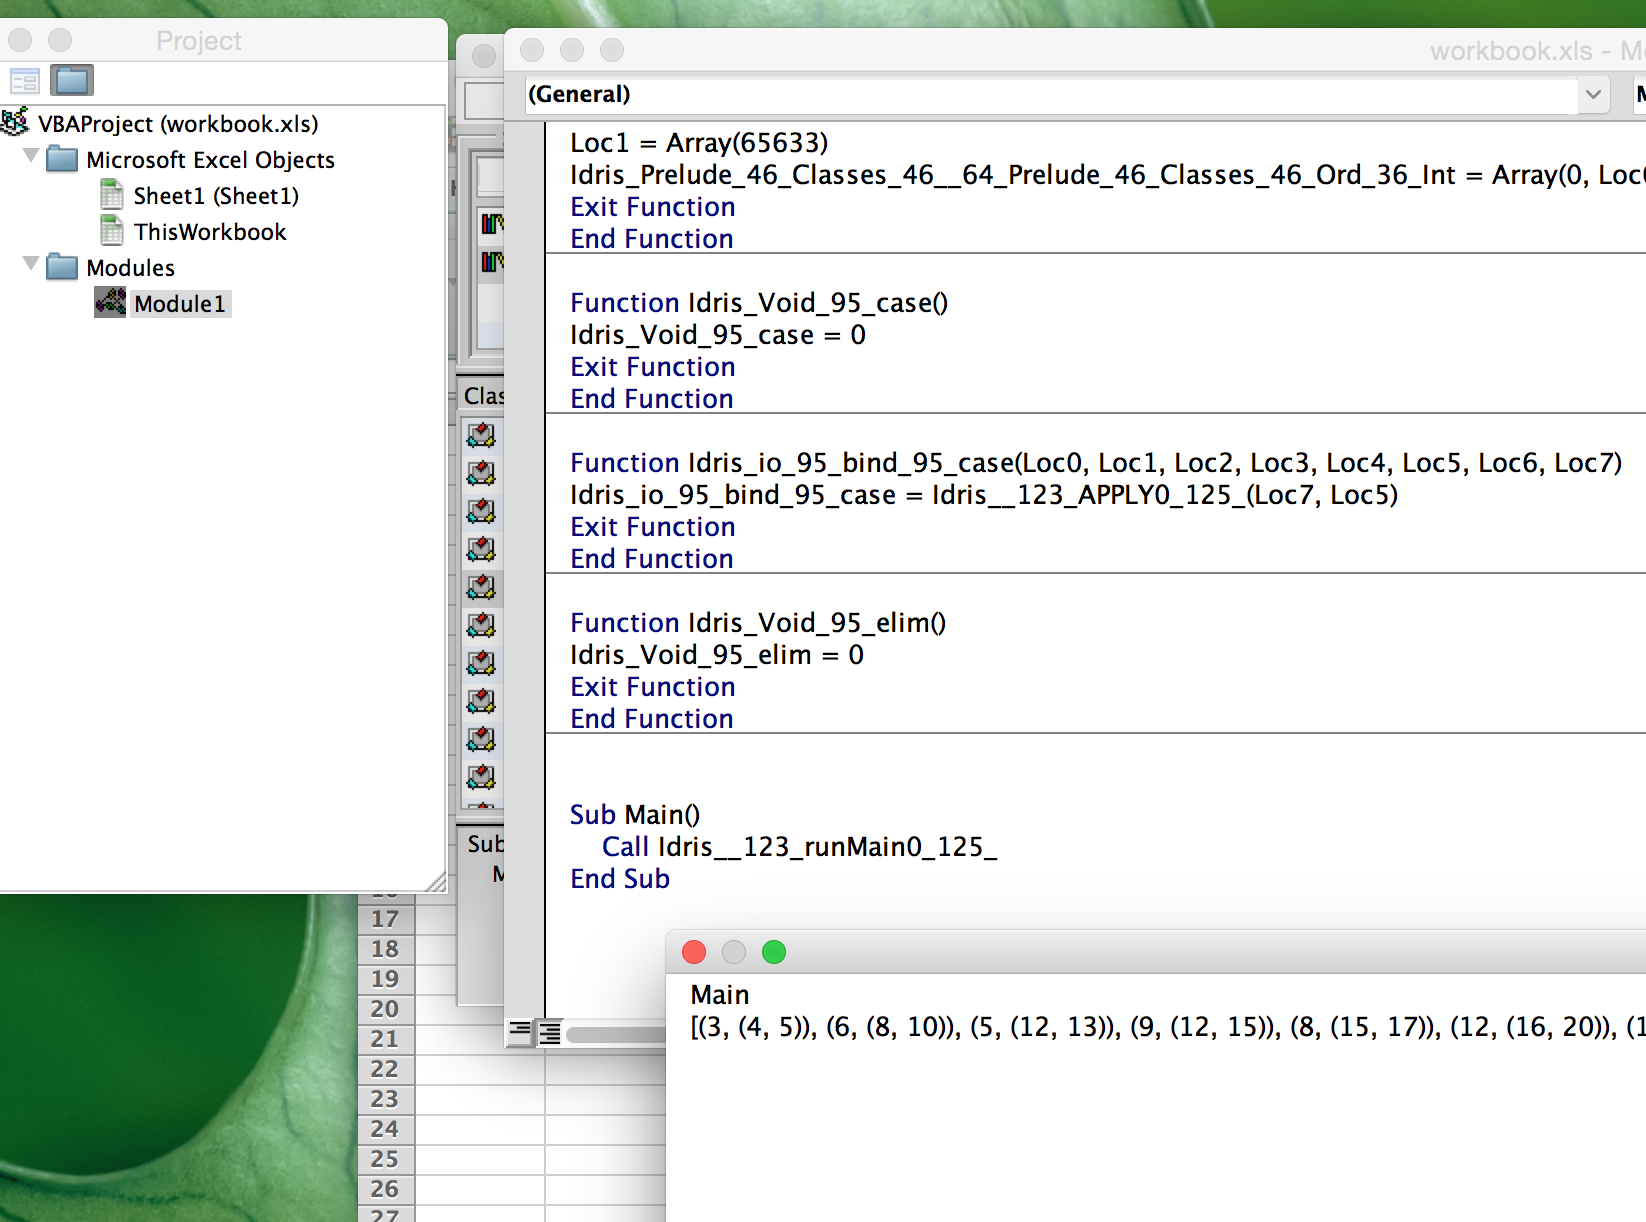 Project
VBAProject (workbook.xls)
Microsoft Excel Objects
Sheet1 (Sheet1)
ThisWorkbook
Modules
Module1
Clas
Sub
workbook.xls - M
(General)
Loc1 = Array(65633)
Idris_Prelude_46_Classes_46__64_Prelude_46_Classes_46_Ord_36_Int = Array(0, Loc
Exit Function
End Function
Function Idris_Void_95_case()
Idris_Void_95_case = 0
Exit Function
End Function
Function Idris_io_95_bind_95_case(Loc0, Loc1, Loc2, Loc3, Loc4, Loc5, Loc6, Loc7)
Idris_io_95_bind_95_case = Idris__123_APPLY0_125_(Loc7, Loc5)
Exit Function
End Function
Function Idris_Void_95_elim()
Idris_Void_95_elim = 0
Exit Function
End Function
Sub Main()
Call Idris__123_runMain0_125_
End Sub
Main
[(3, (4, 5)), (6, (8, 10)), (5, (12, 13)), (9, (12, 15)), (8, (15, 17)), (12, (16, 20)), (1
17
18
19
20
21
22
23
24
25
26
27